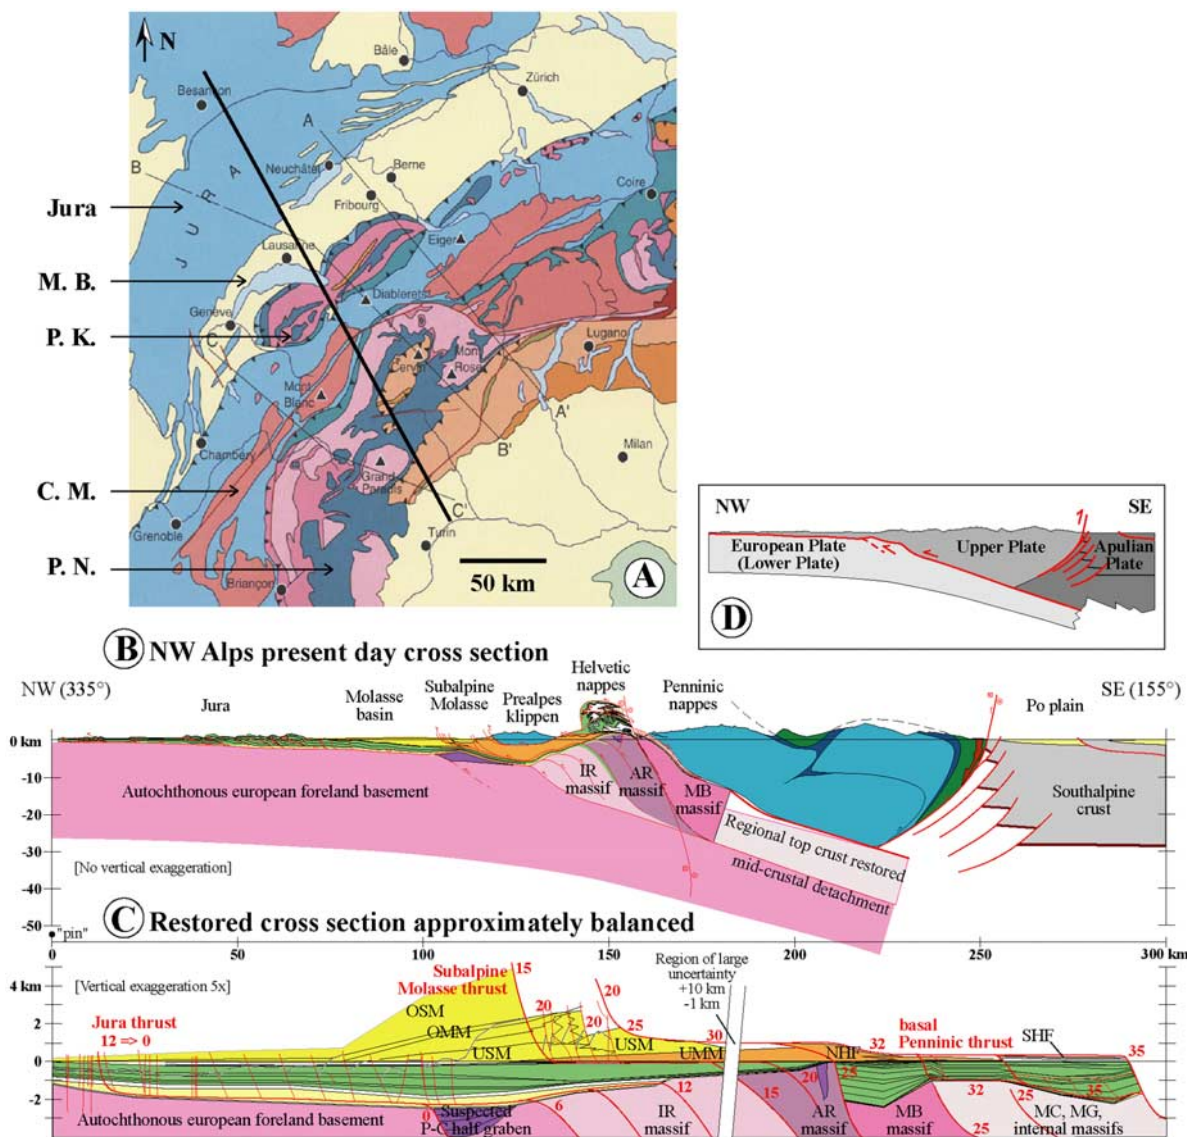 N
Bâle
Besançon
Zürich
A
B
Neuchâtel
Berne
Fribourg
Coire
JURA
Jura
Eiger
Lausanne
M. B.
Diablerets
Genève
P. K.
C
Lugano
Cervin
Mont
Rose
Mont
Blanc
A'
B'
Milan
Chambéry
Grand
Paradis
C. M.
C'
Grenoble
Turin
P. N.
Briançon
50 km
A
NW
SE
European Plate
(Lower Plate)
Upper Plate
Apulian
Plate
D
B NW Alps present day cross section
NW (335°)
SE (155°)
Jura
Molasse
basin
Subalpine
Molasse
Prealpes
klippen
Helvetic
nappes
Penninic
nappes
Po plain
0 km
-10
-20
-30
-40
-50
Autochthonous european foreland basement
IR
massif
AR
massif
MB
massif
Regional top crust restored
mid-crustal detachment
Southalpine
crust
[No vertical exaggeration]
C Restored cross section approximately balanced
"pin"
0
50
100
150
200
250
300 km
4 km
2
0
-2
[Vertical exaggeration 5x]
Subalpine
Molasse thrust
15
Region of large
uncertainty
+10 km
-1 km
Jura thrust
12 => 0
OSM
OMM
USM
20
20
20
25
USM
30
UMM
32
NHF
basal
Penninic thrust
SHF
35
Autochthonous european foreland basement
0
Suspected
P-C half graben
6
12
IR
massif
15
20
25
AR
massif
MB
massif
25
32
25
35
MC, MG,
internal massifs